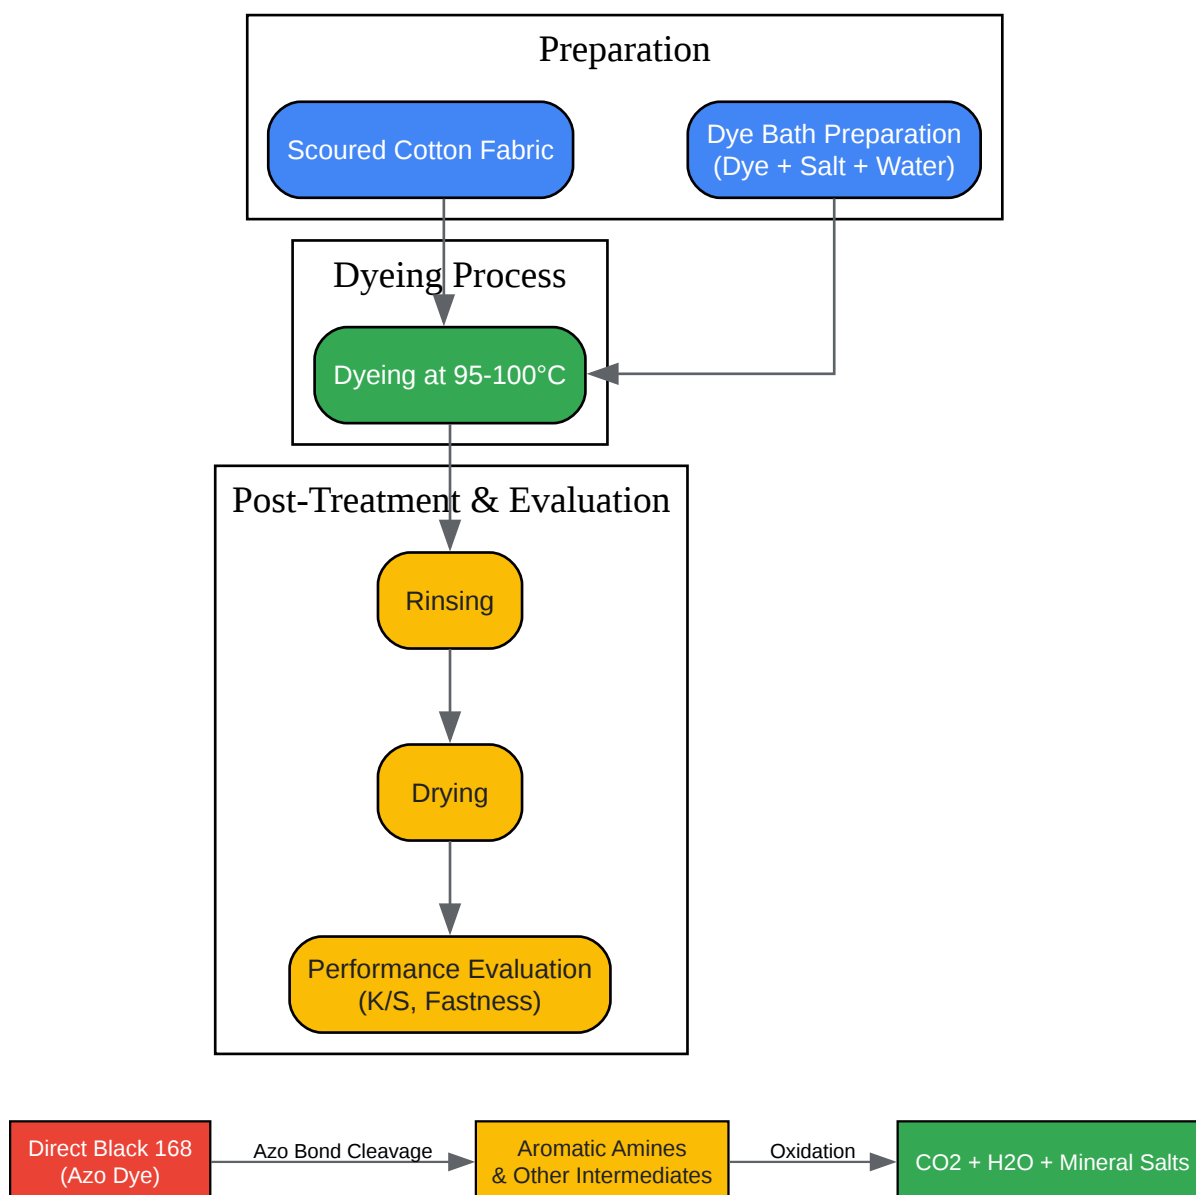 Preparation
Scoured Cotton Fabric
Dye Bath Preparation
(Dye + Salt + Water)
Dyeing Process
Dyeing at 95-100°C
Post-Treatment & Evaluation
Rinsing
Drying
Performance Evaluation
(K/S, Fastness)
Direct Black 168
(Azo Dye)
Azo Bond Cleavage
Aromatic Amines
& Other Intermediates
Oxidation
CO2 + H2O + Mineral Salts